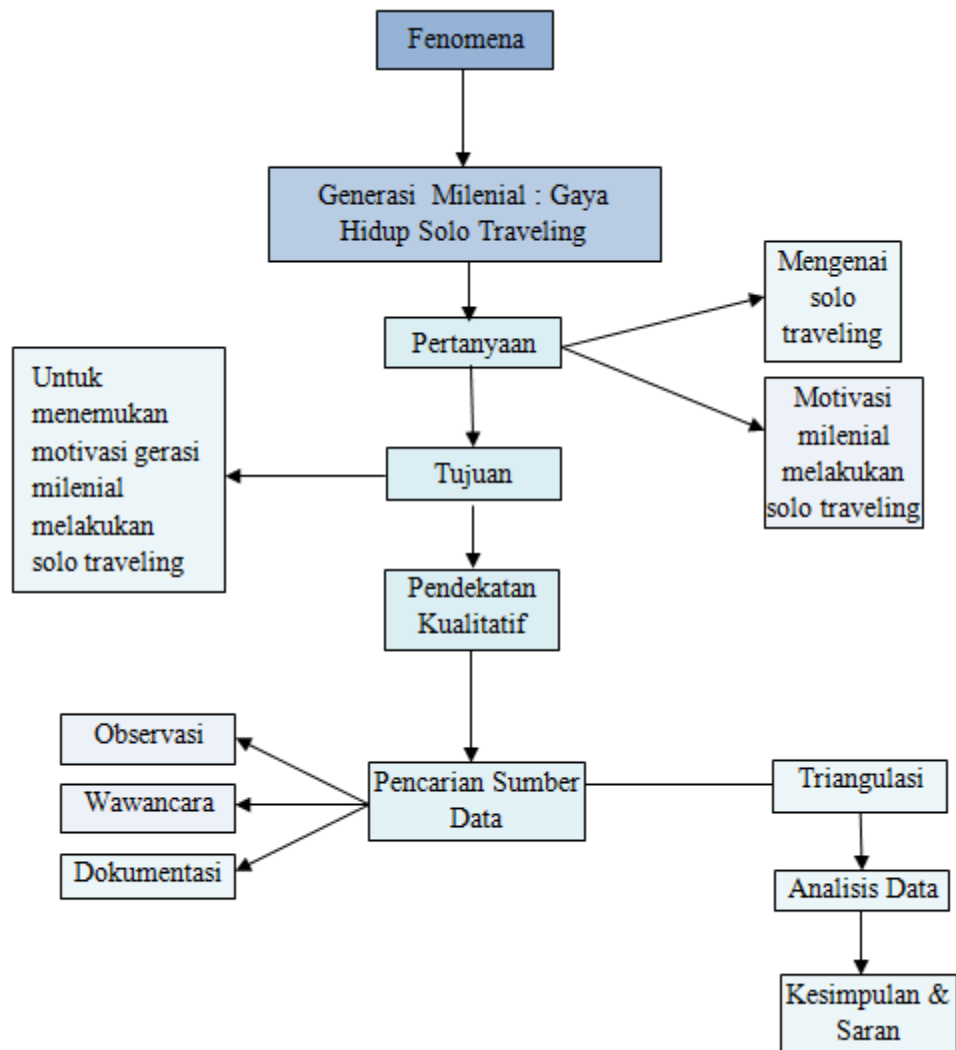 Fenomena
Generasi Milenial : Gaya
Hidup Solo Traveling
Mengenai
solo
traveling
Pertanyaan
Untuk
menemukan
motivasi gerasi
milenial
melakukan
solo traveling
Motivasi
milenial
melakukan
solo traveling
Tujuan
Pendekatan
Kualitatif
Observasi
Wawancara
Dokumentasi
Pencarian Sumber
Data
Triangulasi
Analisis Data
Kesimpulan &
Saran